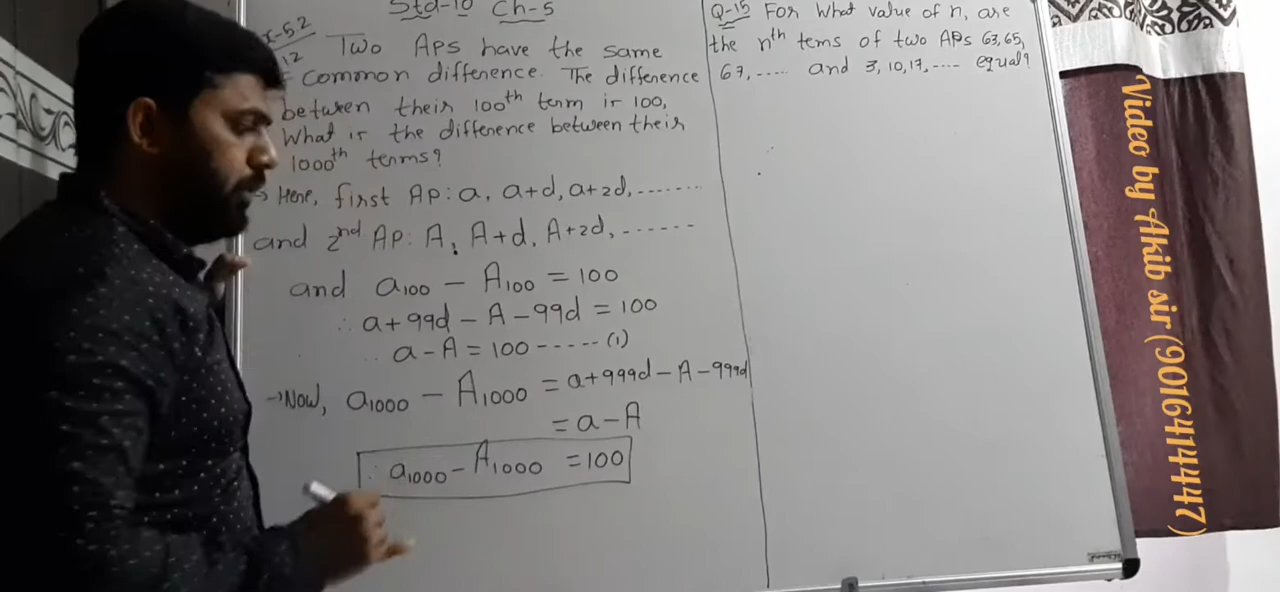 Std-10 Ch-5
x-5.2
12
Two APs have the same
Common difference. The difference
between their 100th term is 100,
What is the difference between their
1000th terms?
→ Here, first AP: a, a+d, a+2d, -------
and 2nd AP: A, A+d, A+2d, ------
and a100 - A100 = 100
∴ a+99d - A - 99d = 100
∴ a - A = 100 ----- (1)
→ Now, a1000 - A1000 = a+999d - A - 999d
= a - A
∴ a1000 - A1000 = 100
Q-15 For What value of n, are
the nth tems of two APs 63,65,
67,..... and 3,10,17,.... equal?
Video by Akib sir (9016414447)